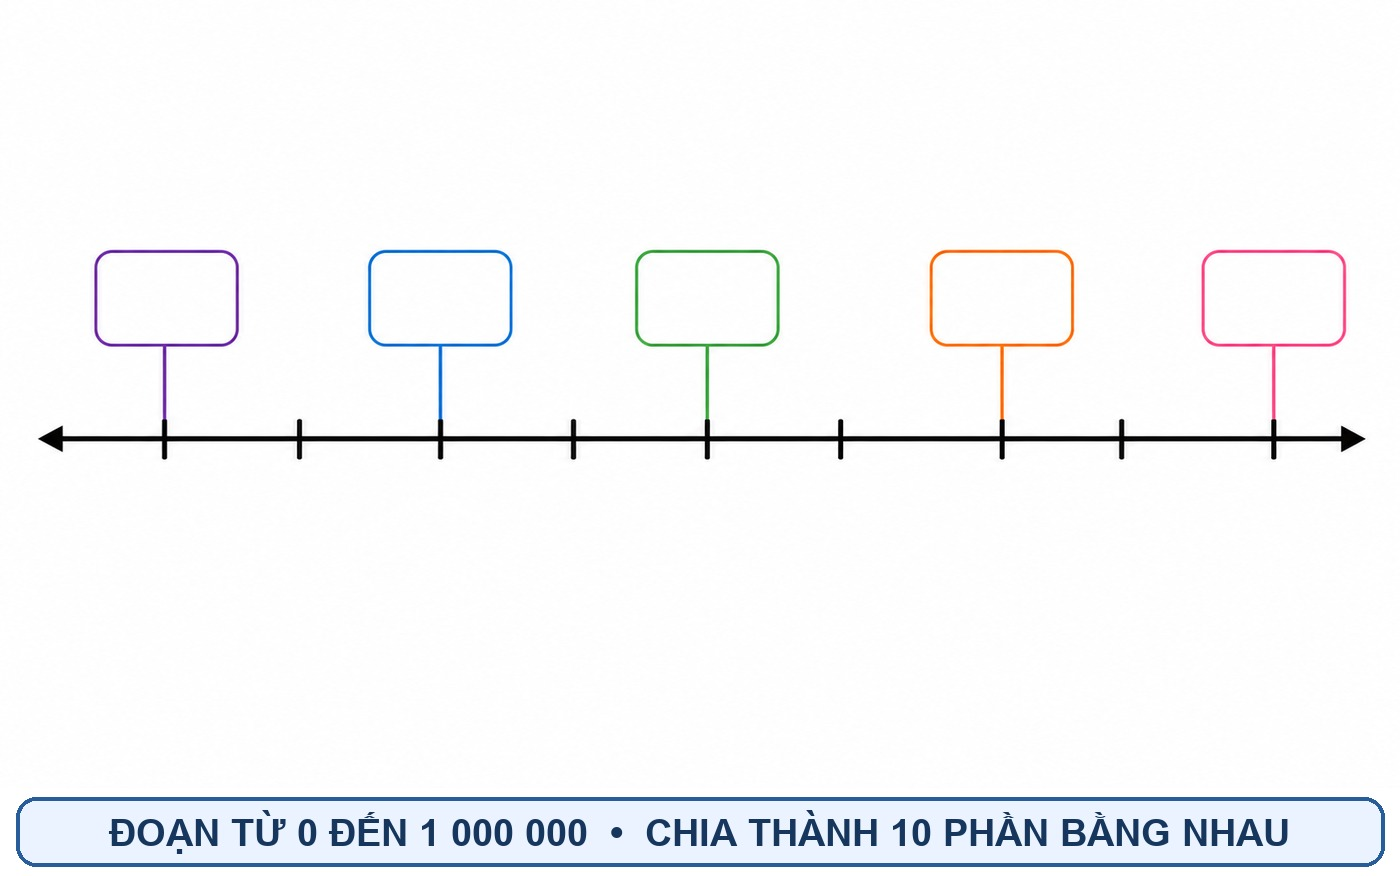 ĐOẠN TỪ 0 ĐẾN 1 000 000 • CHIA THÀNH 10 PHẦN BẰNG NHAU